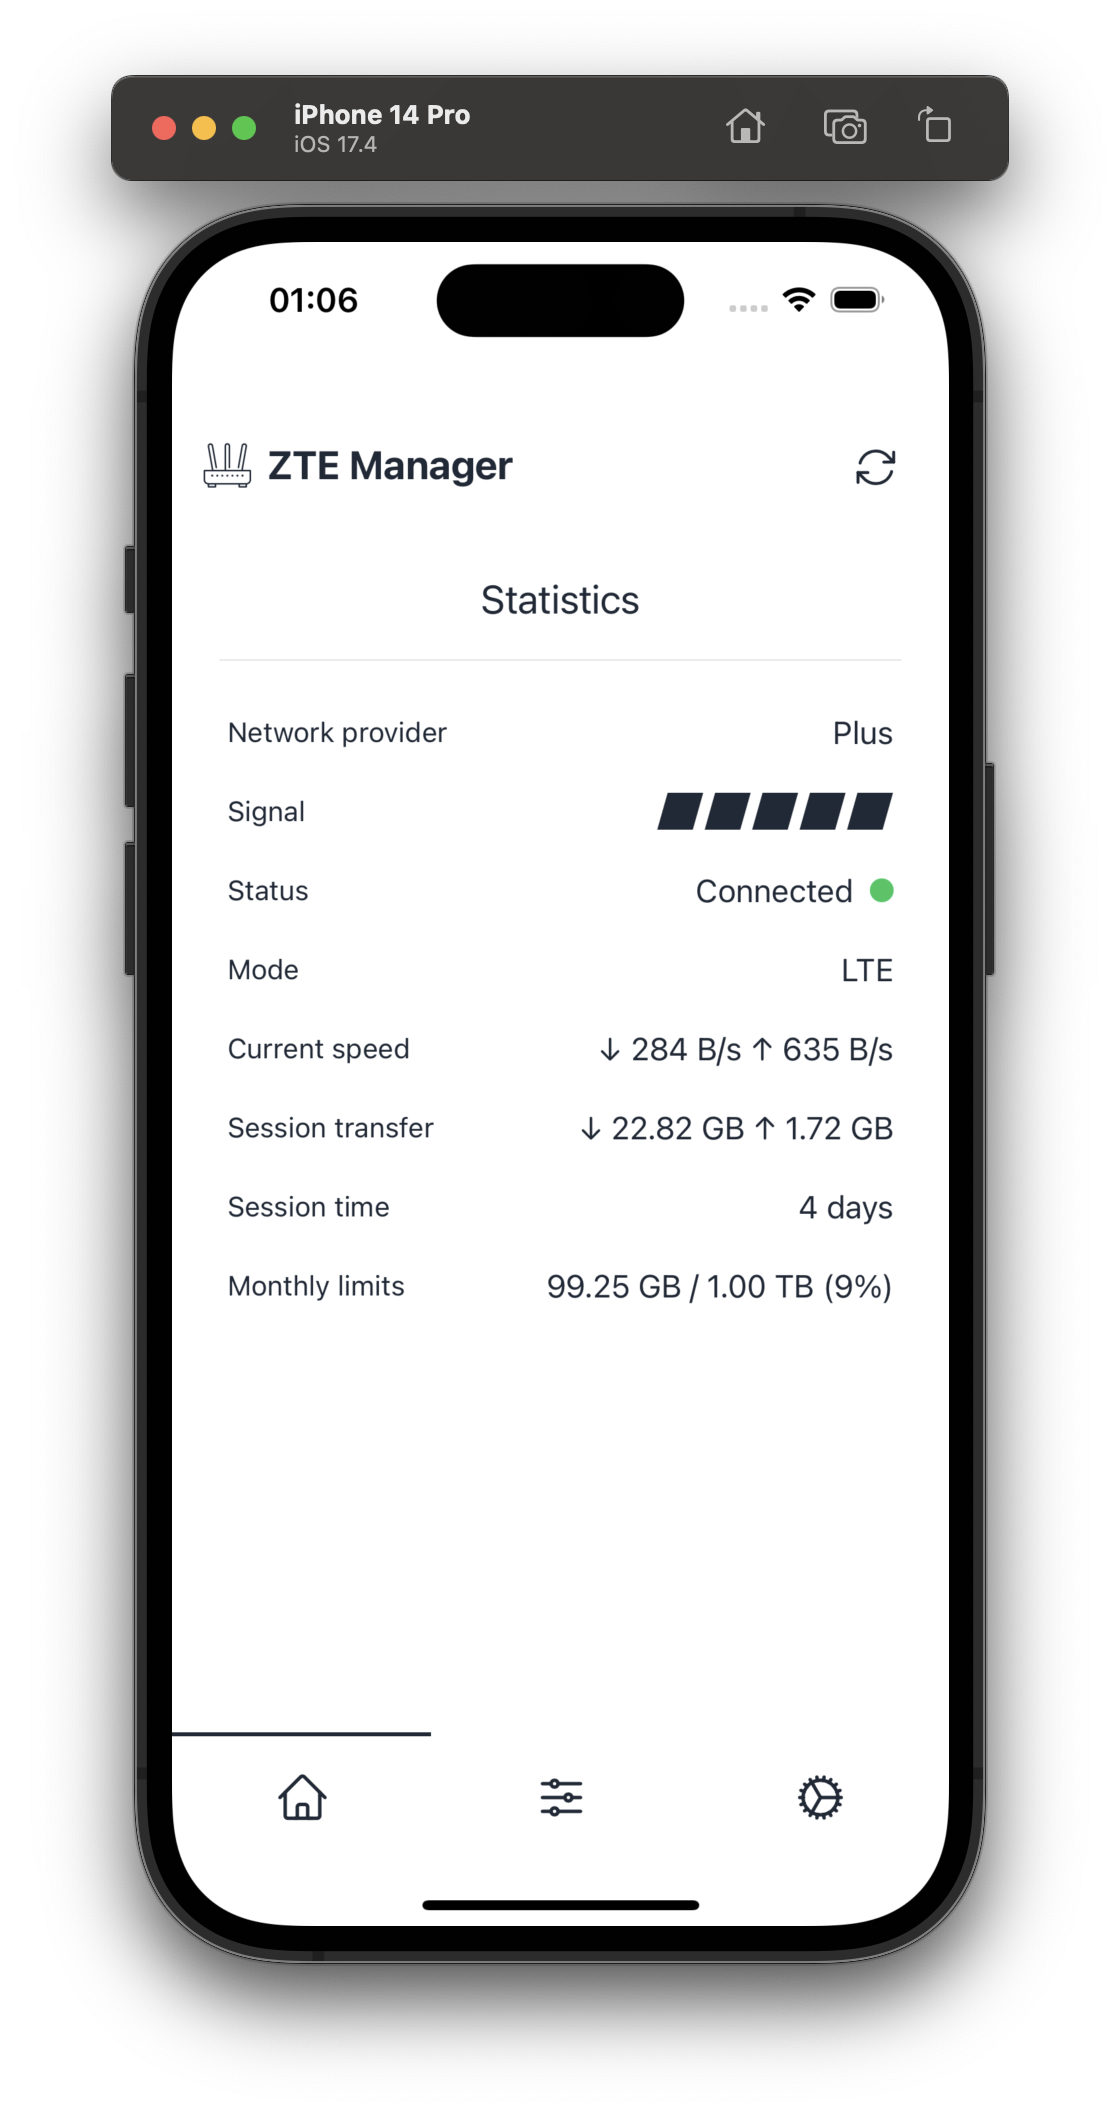 iPhone 14 Pro
iOS 17.4
01:06
ZTE Manager
Statistics
Network provider Plus
Signal
Status Connected
Mode LTE
Current speed ↓ 284 B/s ↑ 635 B/s
Session transfer ↓ 22.82 GB ↑ 1.72 GB
Session time 4 days
Monthly limits 99.25 GB / 1.00 TB (9%)